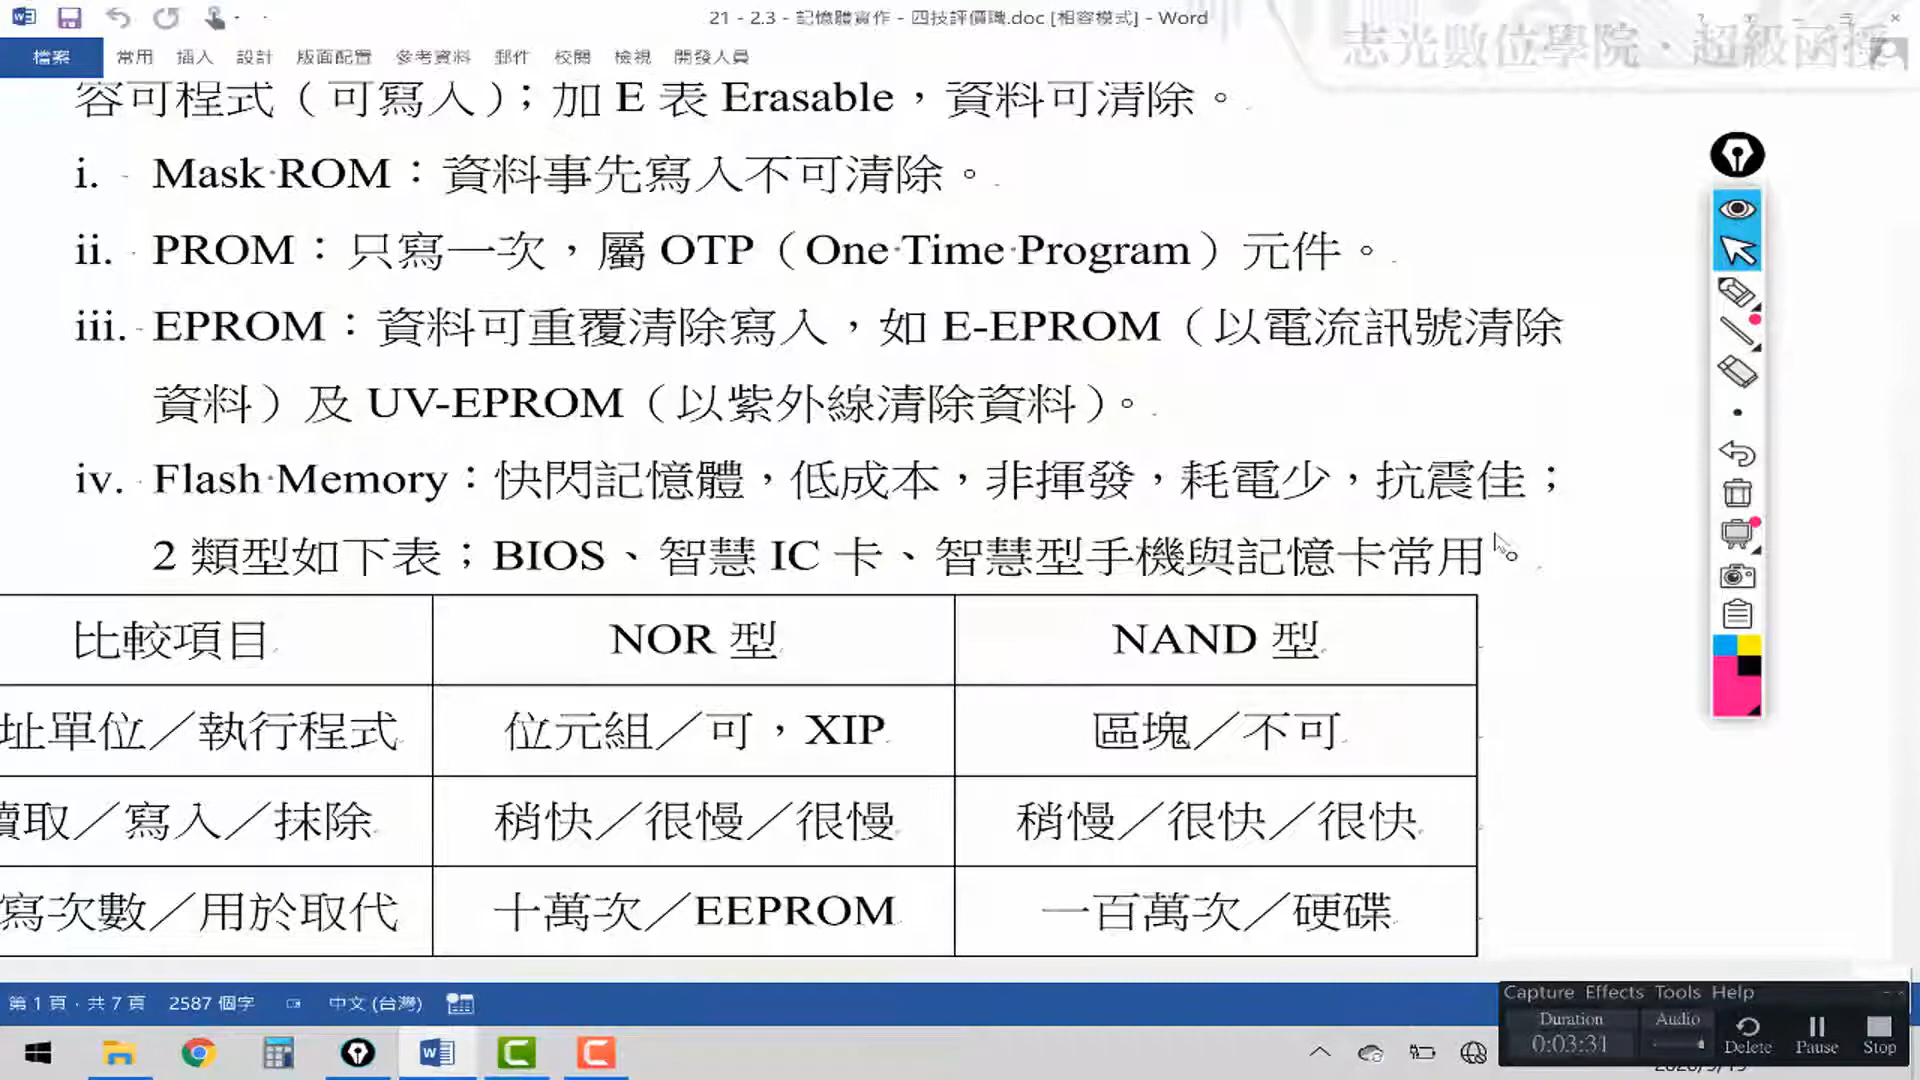 21 - 2.3 - 記憶體實作 - 四技評價職.doc [相容模式] - Word
志光數位學院．超級函授
檔案 常用 插入 設計 版面配置 參考資料 郵件 校閱 檢視 開發人員
容可程式（可寫入）；加 E 表 Erasable，資料可清除。
i. Mask ROM：資料事先寫入不可清除。
ii. PROM：只寫一次，屬 OTP（One Time Program）元件。
iii. EPROM：資料可重覆清除寫入，如 E-EPROM（以電流訊號清除
資料）及 UV-EPROM（以紫外線清除資料）。
iv. Flash Memory：快閃記憶體，低成本，非揮發，耗電少，抗震佳；
2 類型如下表；BIOS、智慧 IC 卡、智慧型手機與記憶卡常用。
比較項目 NOR 型 NAND 型
址單位／執行程式 位元組／可，XIP 區塊／不可
讀取／寫入／抹除 稍快／很慢／很慢 稍慢／很快／很快
寫次數／用於取代 十萬次／EEPROM 一百萬次／硬碟
第 1 頁，共 7 頁 2587 個字 中文 (台灣)
Capture Effects Tools Help
Duration Audio
0:03:31 Delete Pause Stop